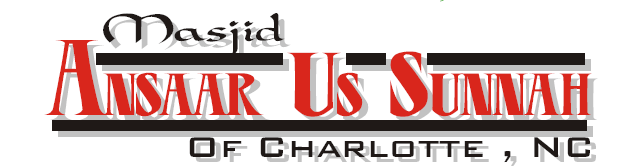 Masjid
Ansaar Us Sunnah
Of Charlotte , NC